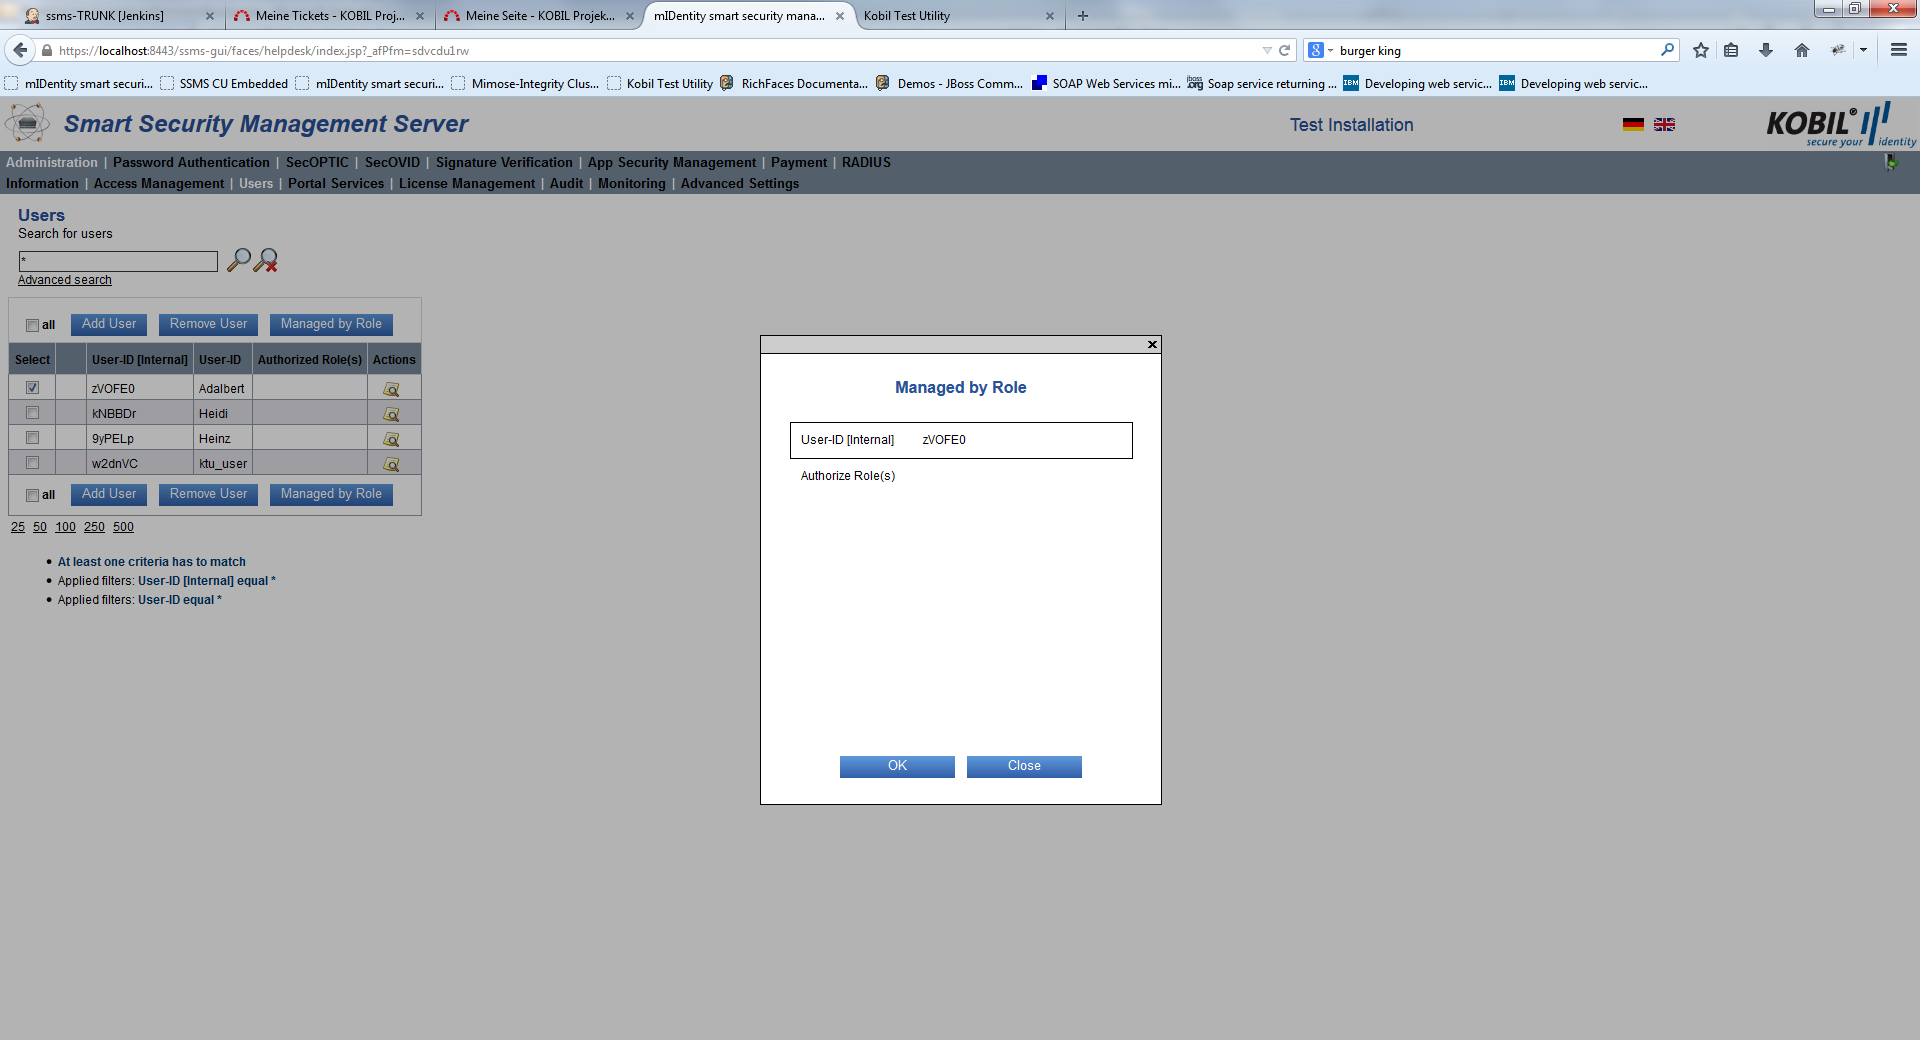 ssms-TRUNK [Jenkins]
Meine Tickets - KOBIL Proj...
Meine Seite - KOBIL Projek...
mIDentity smart security mana...
Kobil Test Utility
https://localhost:8443/ssms-gui/faces/helpdesk/index.jsp?_afPfm=sdvcdu1rw
8
burger king
mIDentity smart securi...
SSMS CU Embedded
mIDentity smart securi...
Mimose-Integrity Clus...
Kobil Test Utility
RichFaces Documenta...
Demos - JBoss Comm...
SOAP Web Services mi...
jboss.org
Soap service returning ...
IBM
Developing web servic...
IBM
Developing web servic...
Smart Security Management Server
Test Installation
KOBIL®
secure your identity
Administration | Password Authentication | SecOPTIC | SecOVID | Signature Verification | App Security Management | Payment | RADIUS
Information | Access Management | Users | Portal Services | License Management | Audit | Monitoring | Advanced Settings
Users
Search for users
*
Advanced search
all Add User Remove User Managed by Role
Select User-ID [Internal] User-ID Authorized Role(s) Actions
zVOFE0 Adalbert
kNBBDr Heidi
9yPELp Heinz
w2dnVC ktu_user
all Add User Remove User Managed by Role
25 50 100 250 500
• At least one criteria has to match
• Applied filters: User-ID [Internal] equal *
• Applied filters: User-ID equal *
Managed by Role
User-ID [Internal] zVOFE0
Authorize Role(s)
OK Close